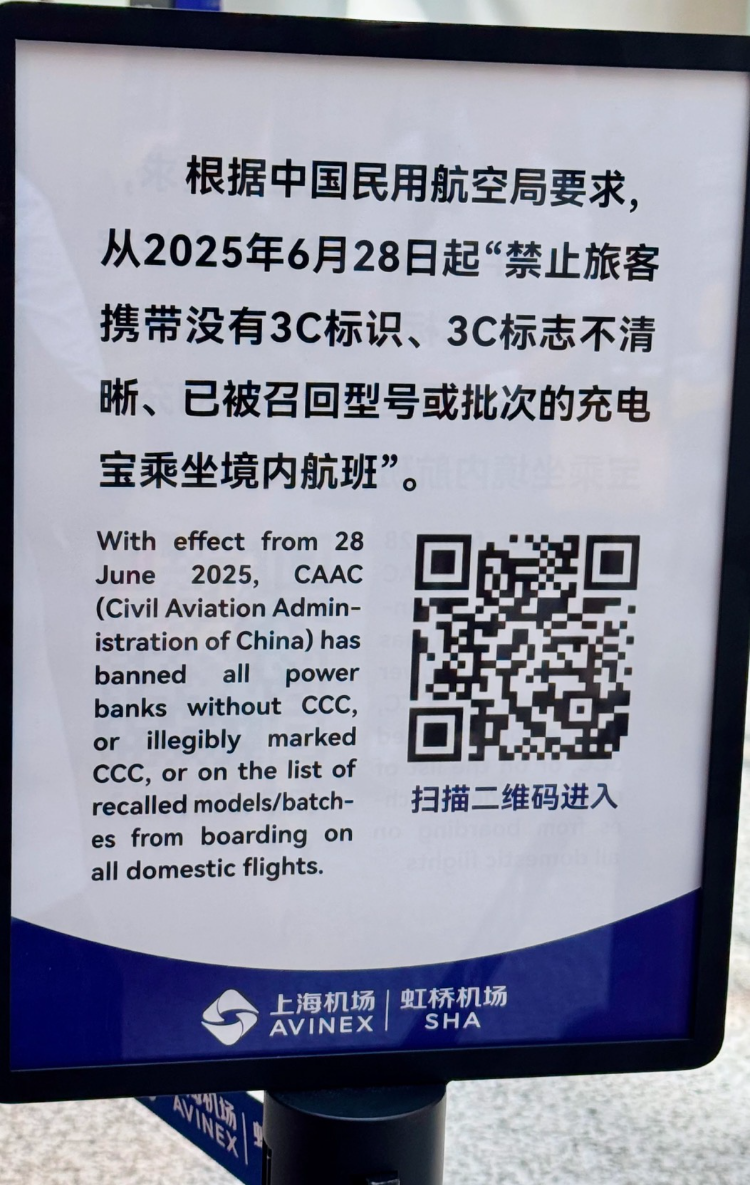 根据中国民用航空局要求，
从2025年6月28日起“禁止旅客
携带没有3C标识、3C标志不清
晰、已被召回型号或批次的充电
宝乘坐境内航班”。
With effect from 28
June 2025, CAAC
(Civil Aviation Admin-
istration of China) has
banned all power
banks without CCC,
or illegibly marked
CCC, or on the list of
recalled models/batch-
es from boarding on
all domestic flights.
扫描二维码进入
上海机场 | 虹桥机场
AVINEX | SHA
机场
AVINEX